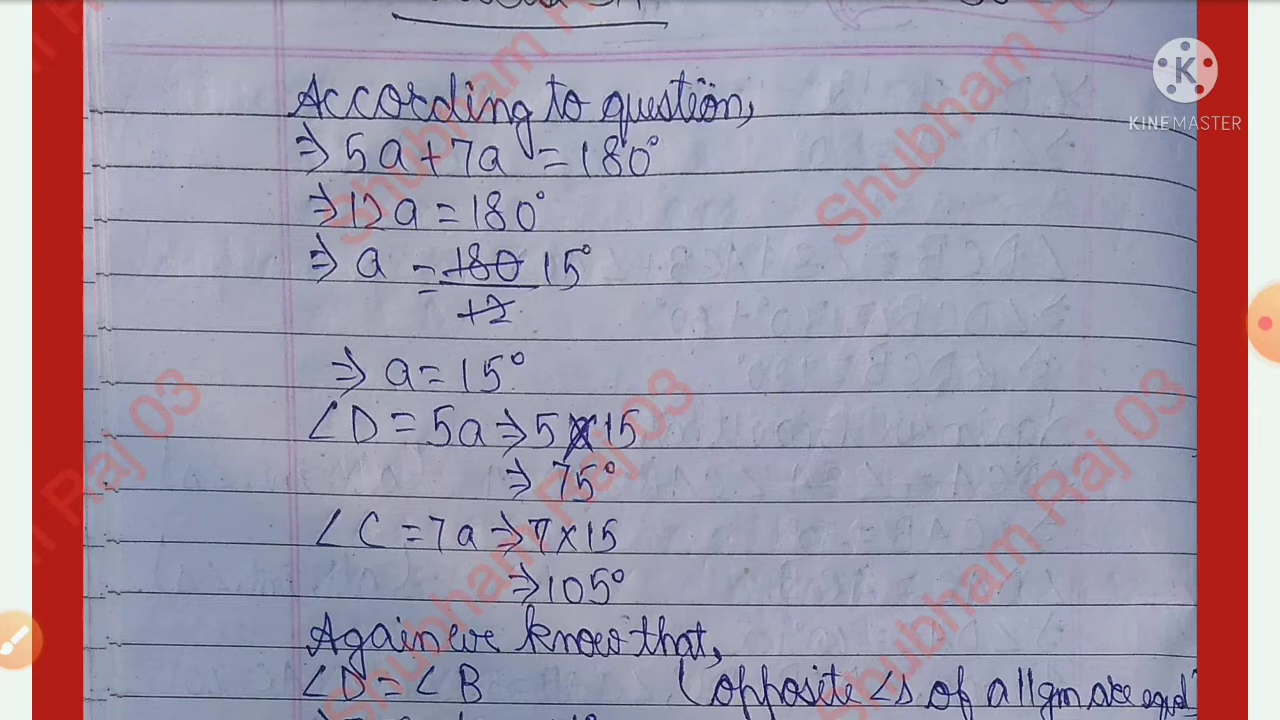 According to question,
⇒ 5a + 7a = 180°
⇒ 12a = 180°
⇒ a = 180 15°
12
⇒ a = 15°
∠D = 5a ⇒ 5 × 15
⇒ 75°
∠C = 7a ⇒ 7 × 15
⇒ 105°
Again we know that,
∠D = ∠B (opposite ∠s of a llgm are equal
KINEMASTER
Shubham Raj 03